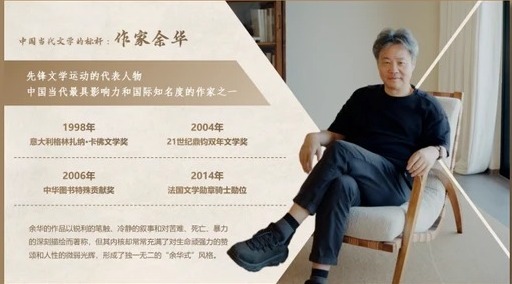 中国当代文学的标杆：作家余华
先锋文学运动的代表人物
中国当代最具影响力和国际知名度的作家之一
1998年
意大利格林扎纳·卡佛文学奖
2004年
21世纪鼎钧双年文学奖
2006年
中华图书特殊贡献奖
2014年
法国文学勋章骑士勋位
余华的作品以锐利的笔触、冷静的叙事和对苦难、死亡、暴力
的深刻描绘而著称，但其内核却常常充满了对生命顽强力的赞
颂和人性的微弱光辉，形成了独一无二的“余华式”风格。